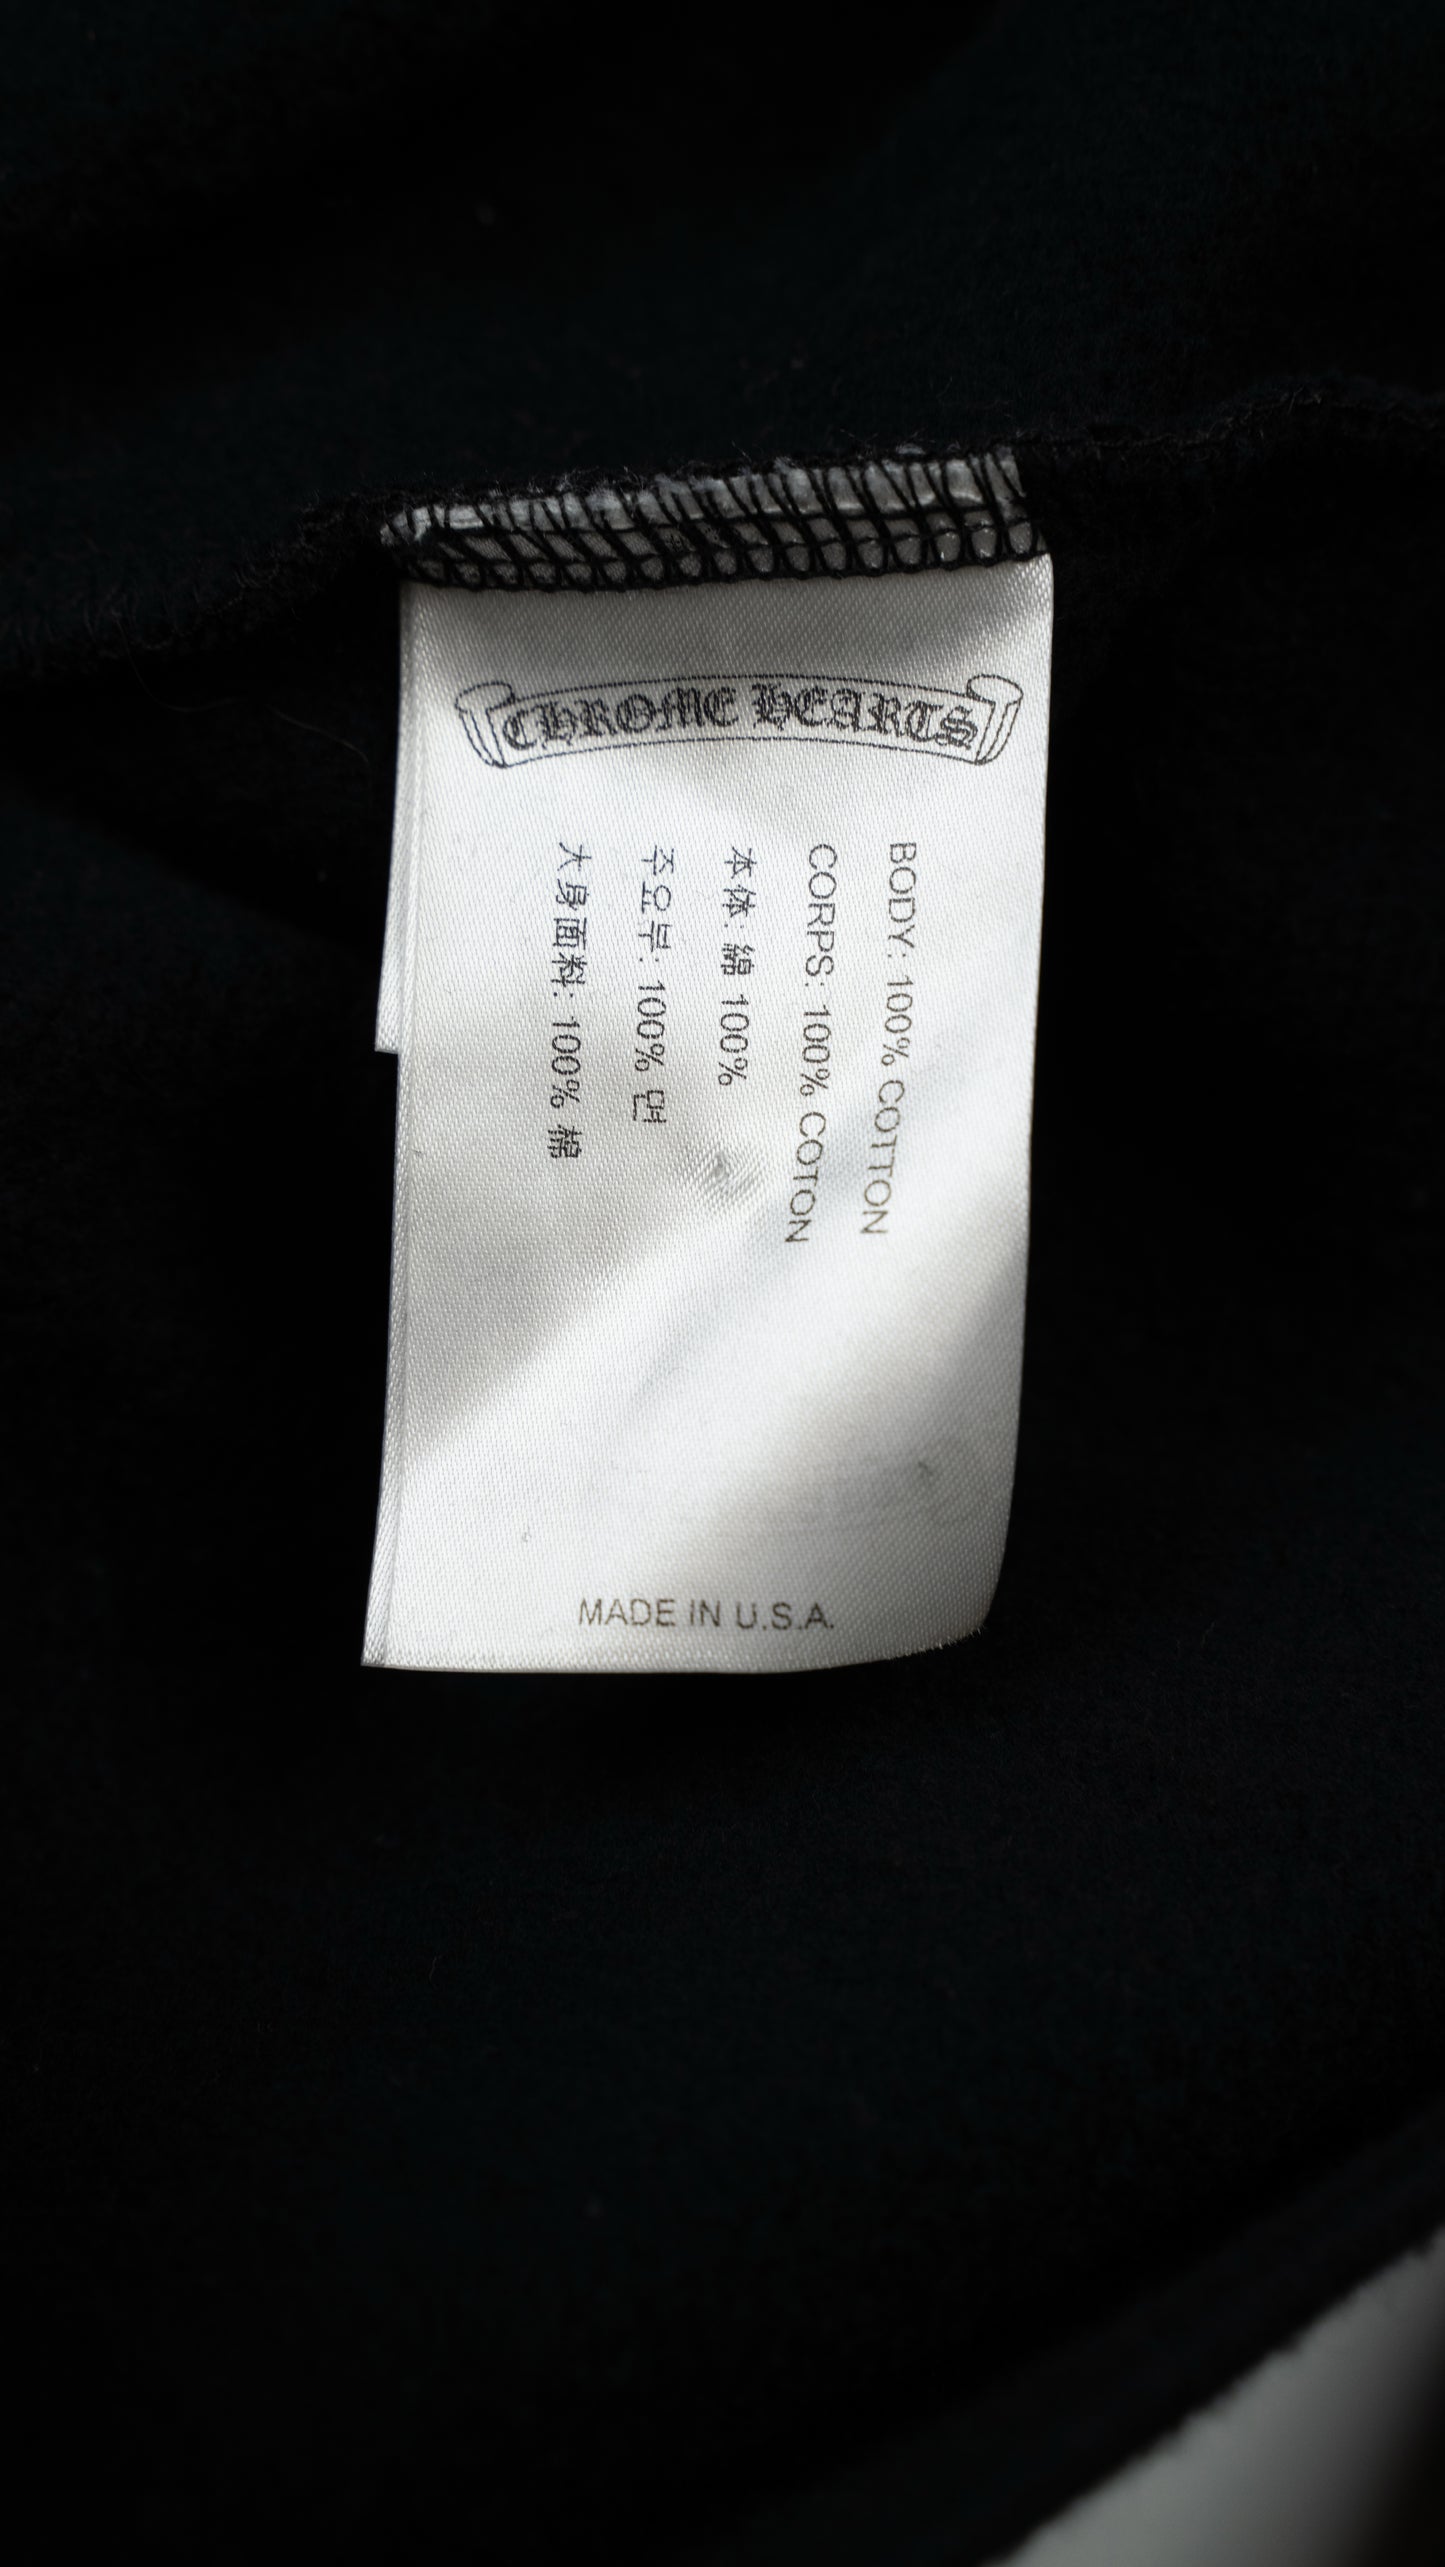 CHROME HEARTS
BODY: 100% COTTON
CORPS: 100% COTON
本体: 綿 100%
주요부: 100% 면
大身面料: 100% 棉
MADE IN U.S.A.